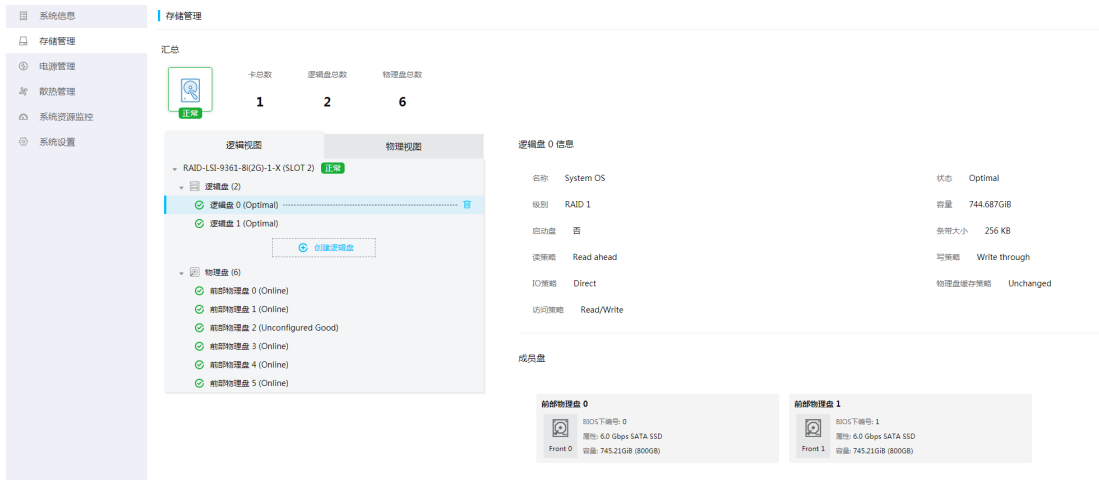 系统信息
存储管理
电源管理
散热管理
系统资源监控
系统设置
存储管理
汇总
正常
卡总数 逻辑盘总数 物理盘总数
1 2 6
逻辑视图 物理视图
RAID-LSI-9361-8I(2G)-1-X (SLOT 2) 正常
逻辑盘 (2)
逻辑盘 0 (Optimal)
逻辑盘 1 (Optimal)
创建逻辑盘
物理盘 (6)
前部物理盘 0 (Online)
前部物理盘 1 (Online)
前部物理盘 2 (Unconfigured Good)
前部物理盘 3 (Online)
前部物理盘 4 (Online)
前部物理盘 5 (Online)
逻辑盘 0 信息
名称 System OS 状态 Optimal
级别 RAID 1 容量 744.687GiB
启动盘 否 条带大小 256 KB
读策略 Read ahead 写策略 Write through
IO策略 Direct 物理盘缓存策略 Unchanged
访问策略 Read/Write
成员盘
前部物理盘 0
BIOS下编号: 0
属性: 6.0 Gbps SATA SSD
容量: 745.21GiB (800GB)
Front 0
前部物理盘 1
BIOS下编号: 1
属性: 6.0 Gbps SATA SSD
容量: 745.21GiB (800GB)
Front 1